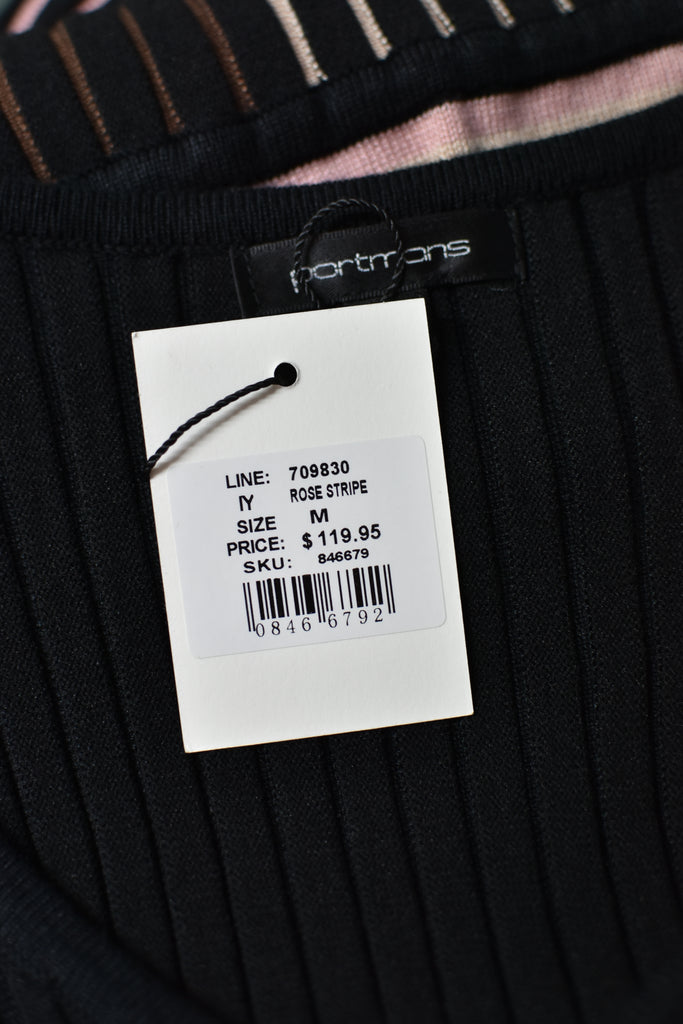 portmans
LINE: 709830
IY ROSE STRIPE
SIZE M
PRICE: $119.95
SKU: 846679
0846 6792